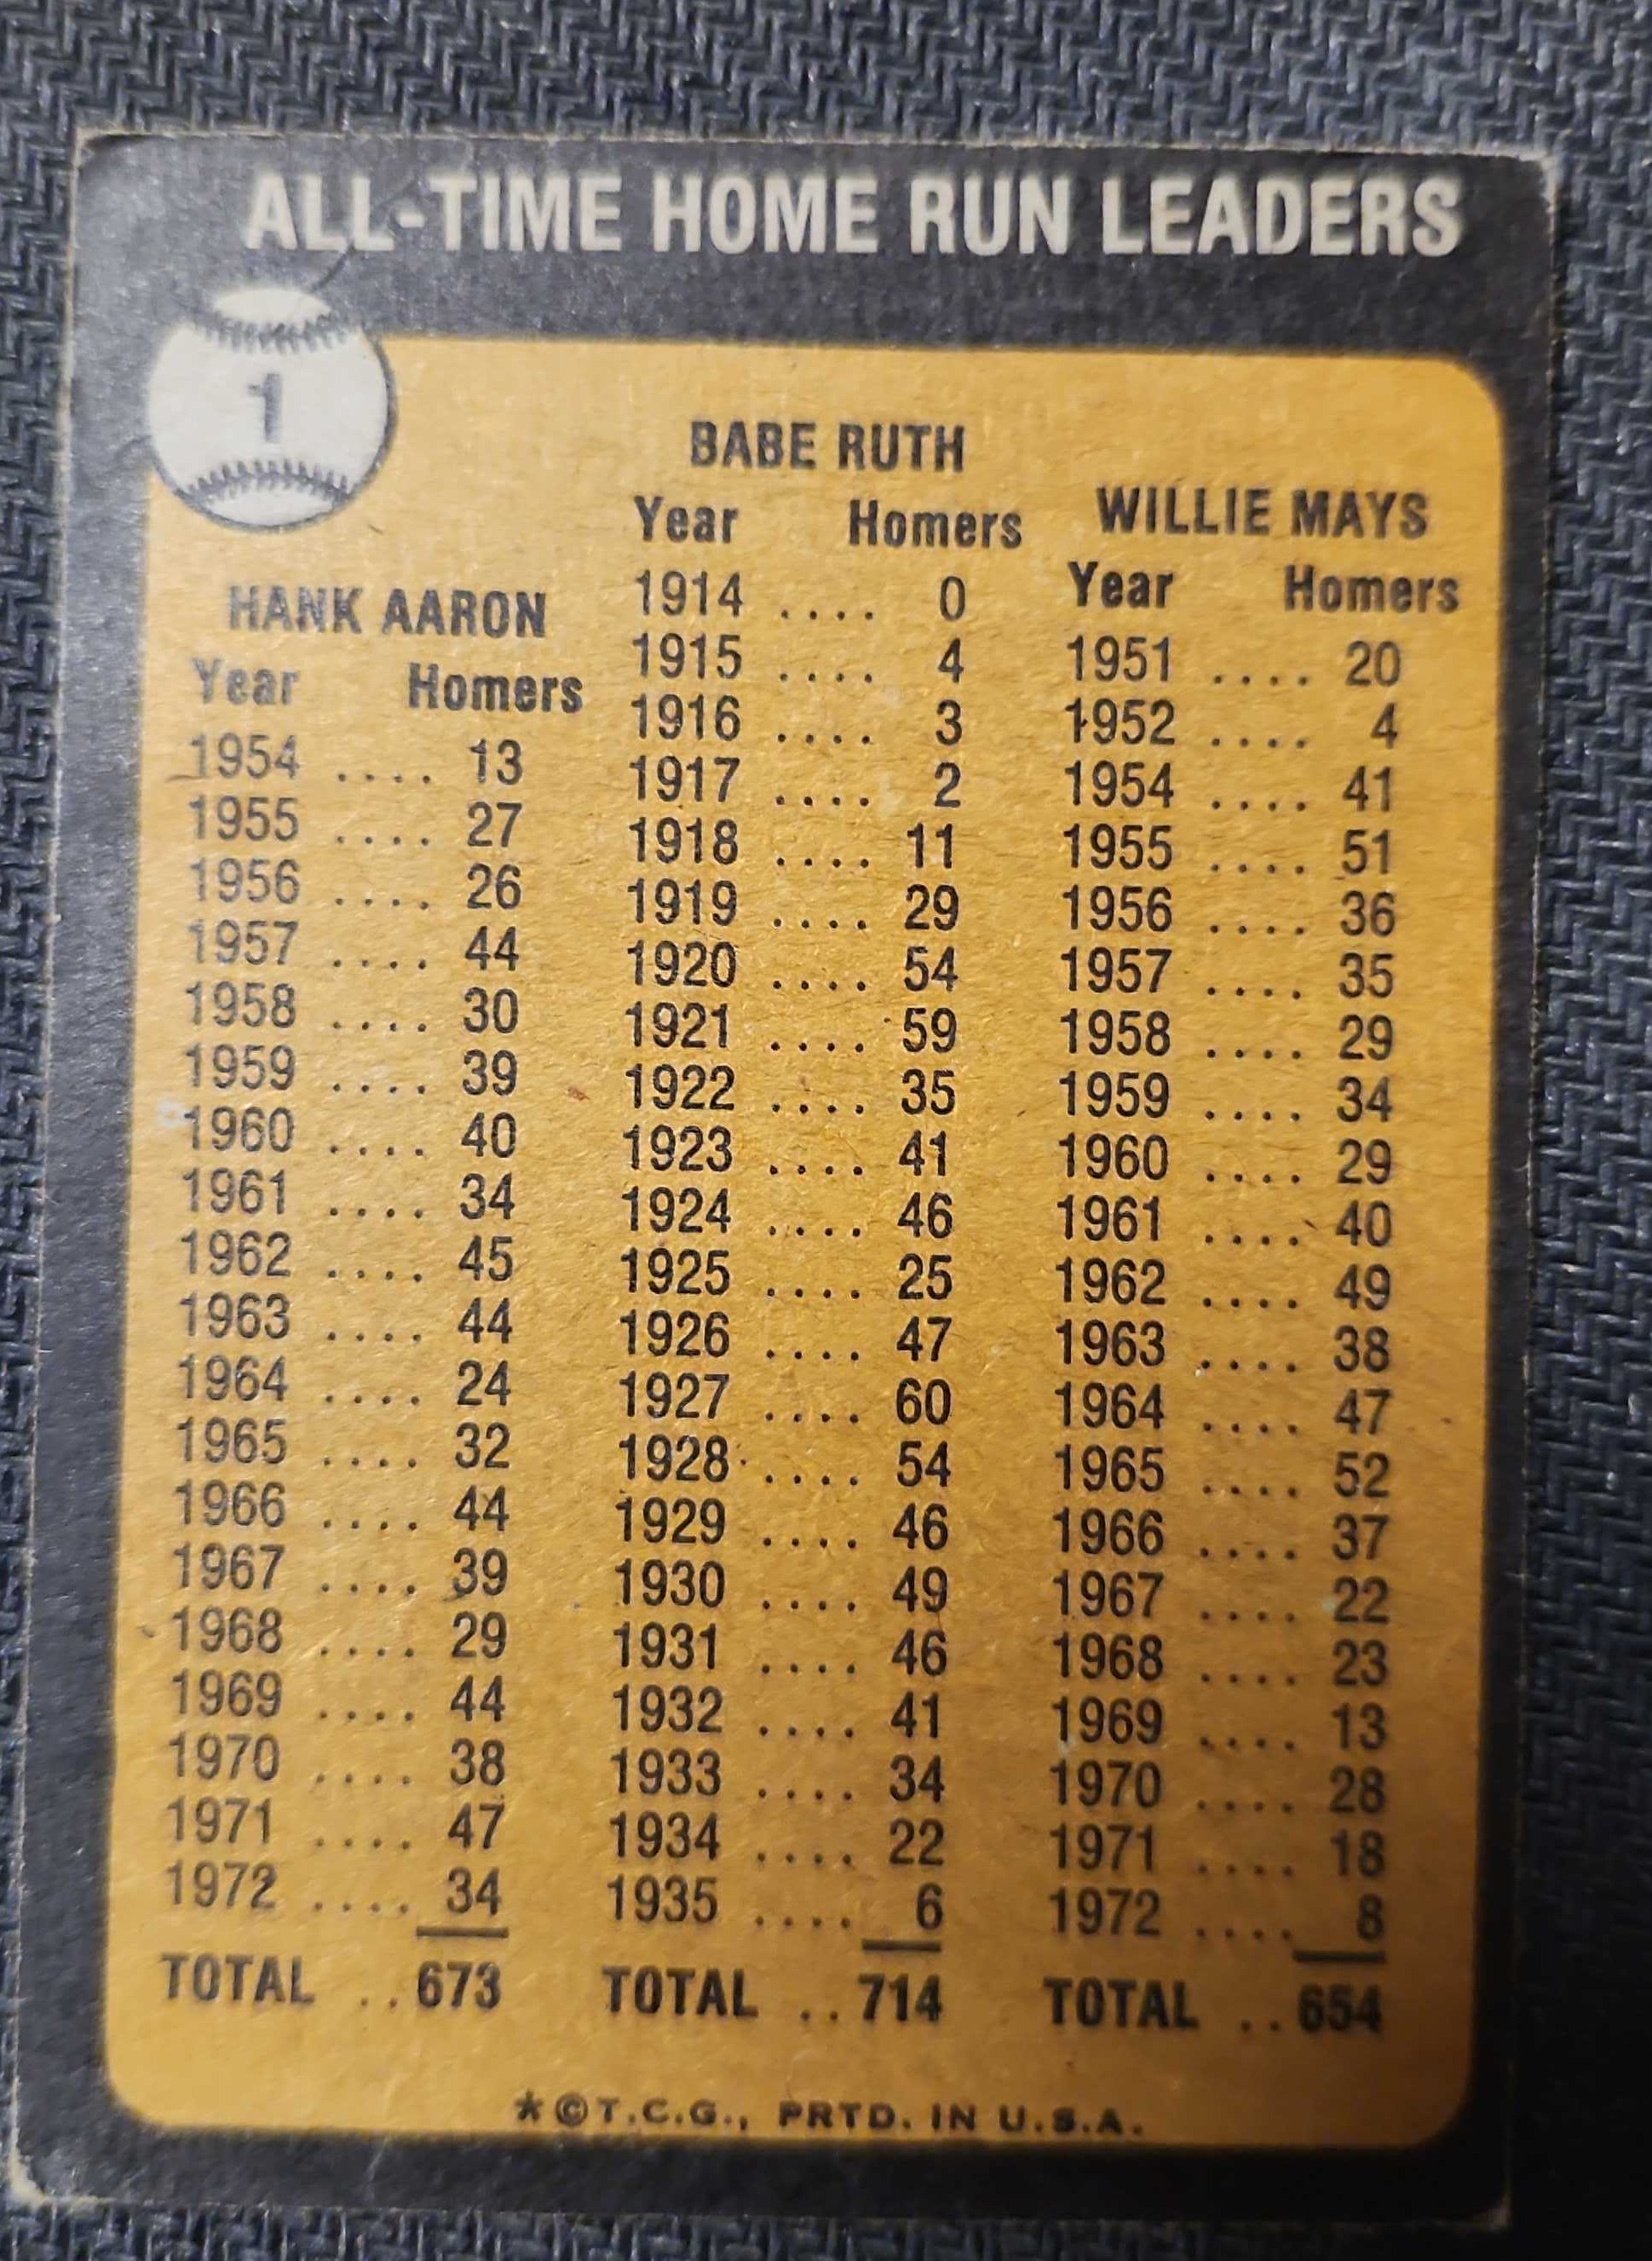 ALL-TIME HOME RUN LEADERS
1
HANK AARON
Year Homers
1954 .... 13
1955 .... 27
1956 .... 26
1957 .... 44
1958 .... 30
1959 .... 39
1960 .... 40
1961 .... 34
1962 .... 45
1963 .... 44
1964 .... 24
1965 .... 32
1966 .... 44
1967 .... 39
1968 .... 29
1969 .... 44
1970 .... 38
1971 .... 47
1972 .... 34
TOTAL .. 673
BABE RUTH
Year Homers
1914 .... 0
1915 .... 4
1916 .... 3
1917 .... 2
1918 .... 11
1919 .... 29
1920 .... 54
1921 .... 59
1922 .... 35
1923 .... 41
1924 .... 46
1925 .... 25
1926 .... 47
1927 .... 60
1928 .... 54
1929 .... 46
1930 .... 49
1931 .... 46
1932 .... 41
1933 .... 34
1934 .... 22
1935 .... 6
TOTAL .. 714
WILLIE MAYS
Year Homers
1951 .... 20
1952 .... 4
1954 .... 41
1955 .... 51
1956 .... 36
1957 .... 35
1958 .... 29
1959 .... 34
1960 .... 29
1961 .... 40
1962 .... 49
1963 .... 38
1964 .... 47
1965 .... 52
1966 .... 37
1967 .... 22
1968 .... 23
1969 .... 13
1970 .... 28
1971 .... 18
1972 .... 8
TOTAL .. 654
*©T.C.G., PRTD. IN U.S.A.